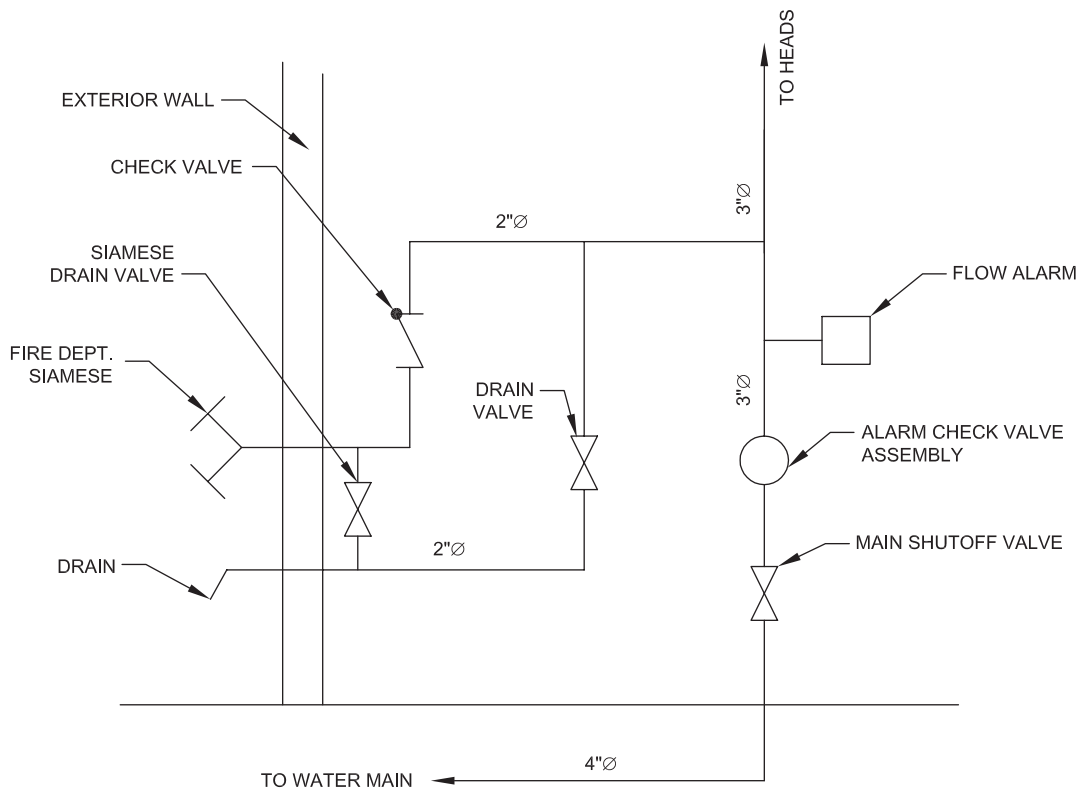 TO HEADS
EXTERIOR WALL
CHECK VALVE
2"∅
3"∅
SIAMESE
DRAIN VALVE
FLOW ALARM
FIRE DEPT.
SIAMESE
DRAIN
VALVE
3"∅
ALARM CHECK VALVE
ASSEMBLY
2"∅
MAIN SHUTOFF VALVE
DRAIN
4"∅
TO WATER MAIN